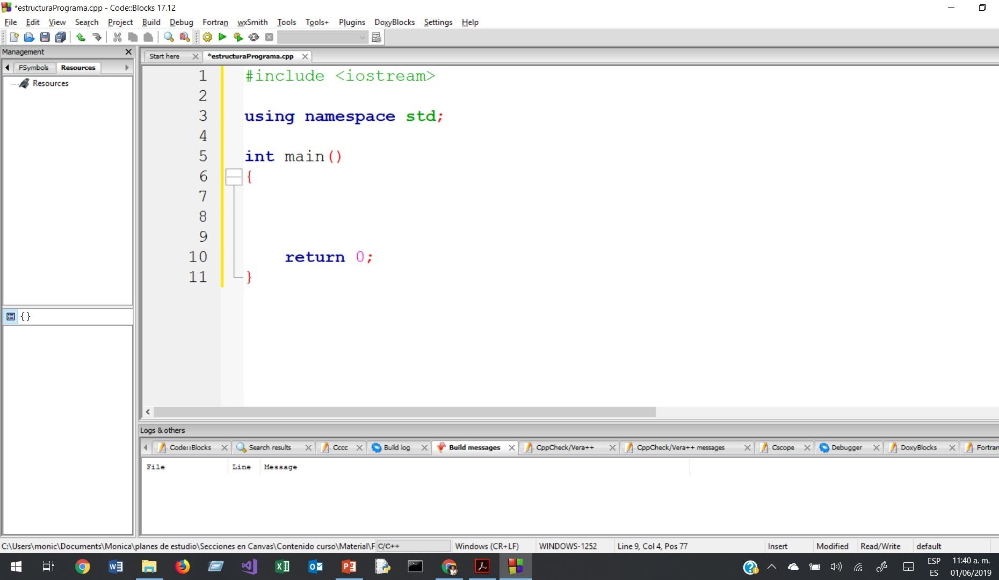 *estructuraPrograma.cpp - Code::Blocks 17.12
File Edit View Search Project Build Debug Fortran wxSmith Tools Tools+ Plugins DoxyBlocks Settings Help
Management
Start here *estructuraPrograma.cpp
FSymbols Resources
Resources
1 #include <iostream>
2
3 using namespace std;
4
5 int main()
6 {
7
8
9
10 return 0;
11 }
{}
Logs & others
Code::Blocks Search results Cccc Build log Build messages CppCheck/Vera++ CppCheck/Vera++ messages Cscope Debugger DoxyBlocks Fortran
File Line Message
C:\Users\monic\Documents\Monica\planes de estudio\Secciones en Canvas\Contenido curso\Material\F C/C++ Windows (CR+LF) WINDOWS-1252 Line 9, Col 4, Pos 77 Insert Modified Read/Write default
ESP 11:40 a. m.
ES 01/06/2019